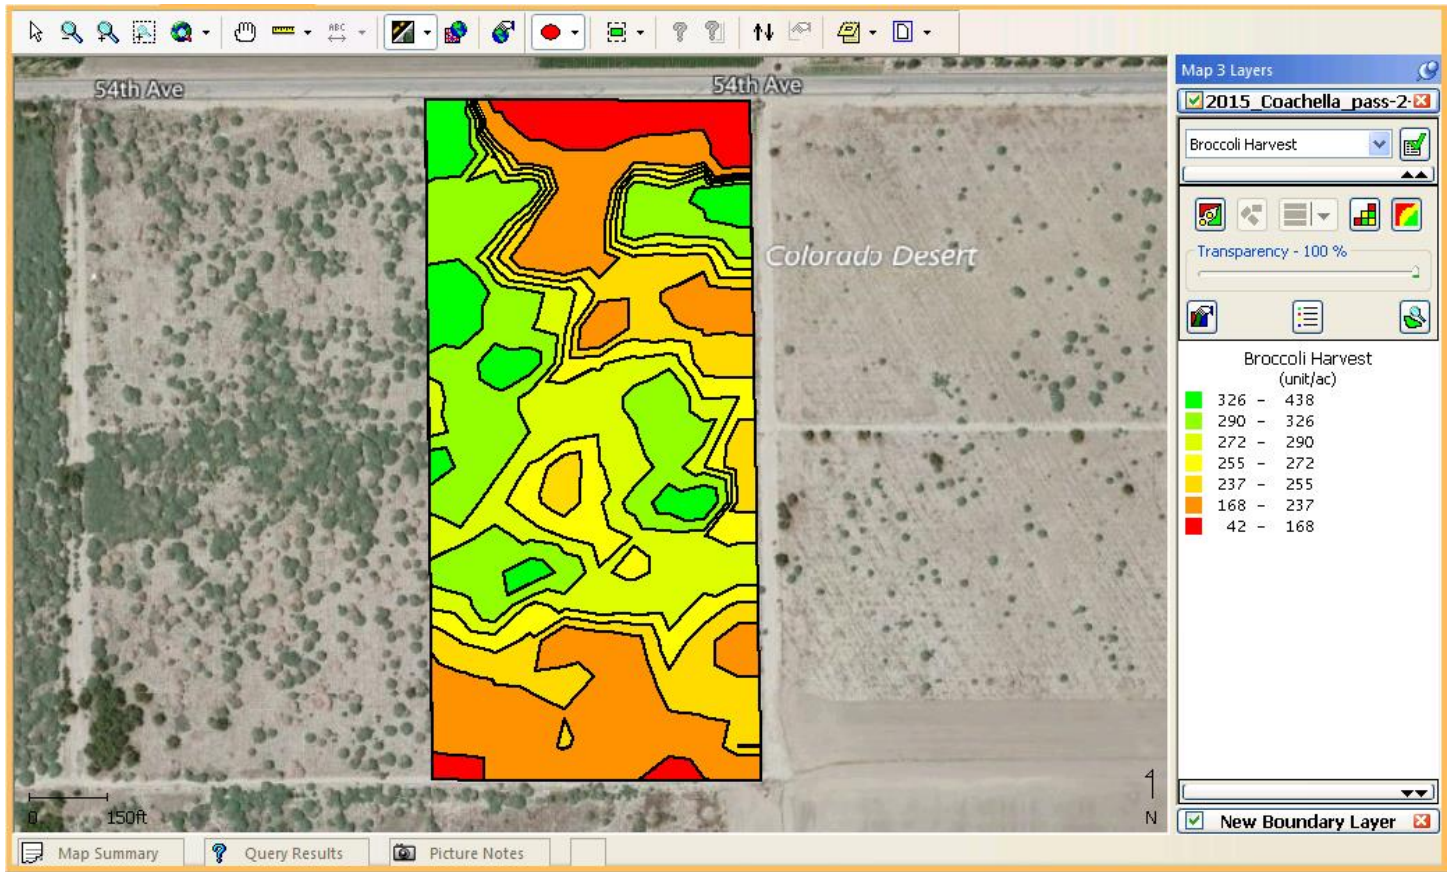 ABC
Map 3 Layers
54th Ave
54th Ave
2015_Coachella_pass-2-
Broccoli Harvest
Colorado Desert
Transparency - 100 %
Broccoli Harvest
(unit/ac)
326 - 438
290 - 326
272 - 290
255 - 272
237 - 255
168 - 237
42 - 168
0 150ft
N
New Boundary Layer
Map Summary
Query Results
Picture Notes